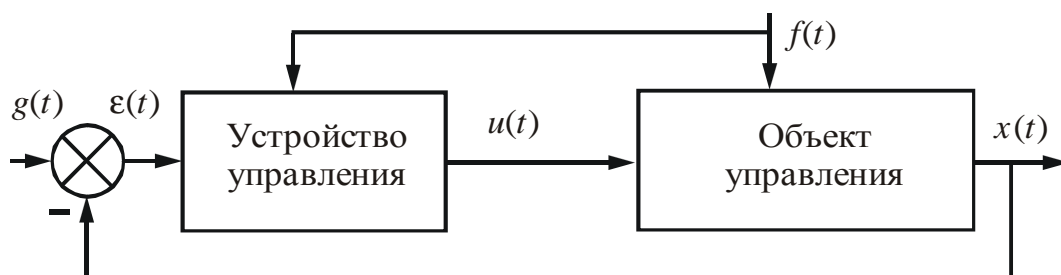 f(t)
g(t)
ε(t)
Устройство
управления
u(t)
Объект
управления
x(t)
−